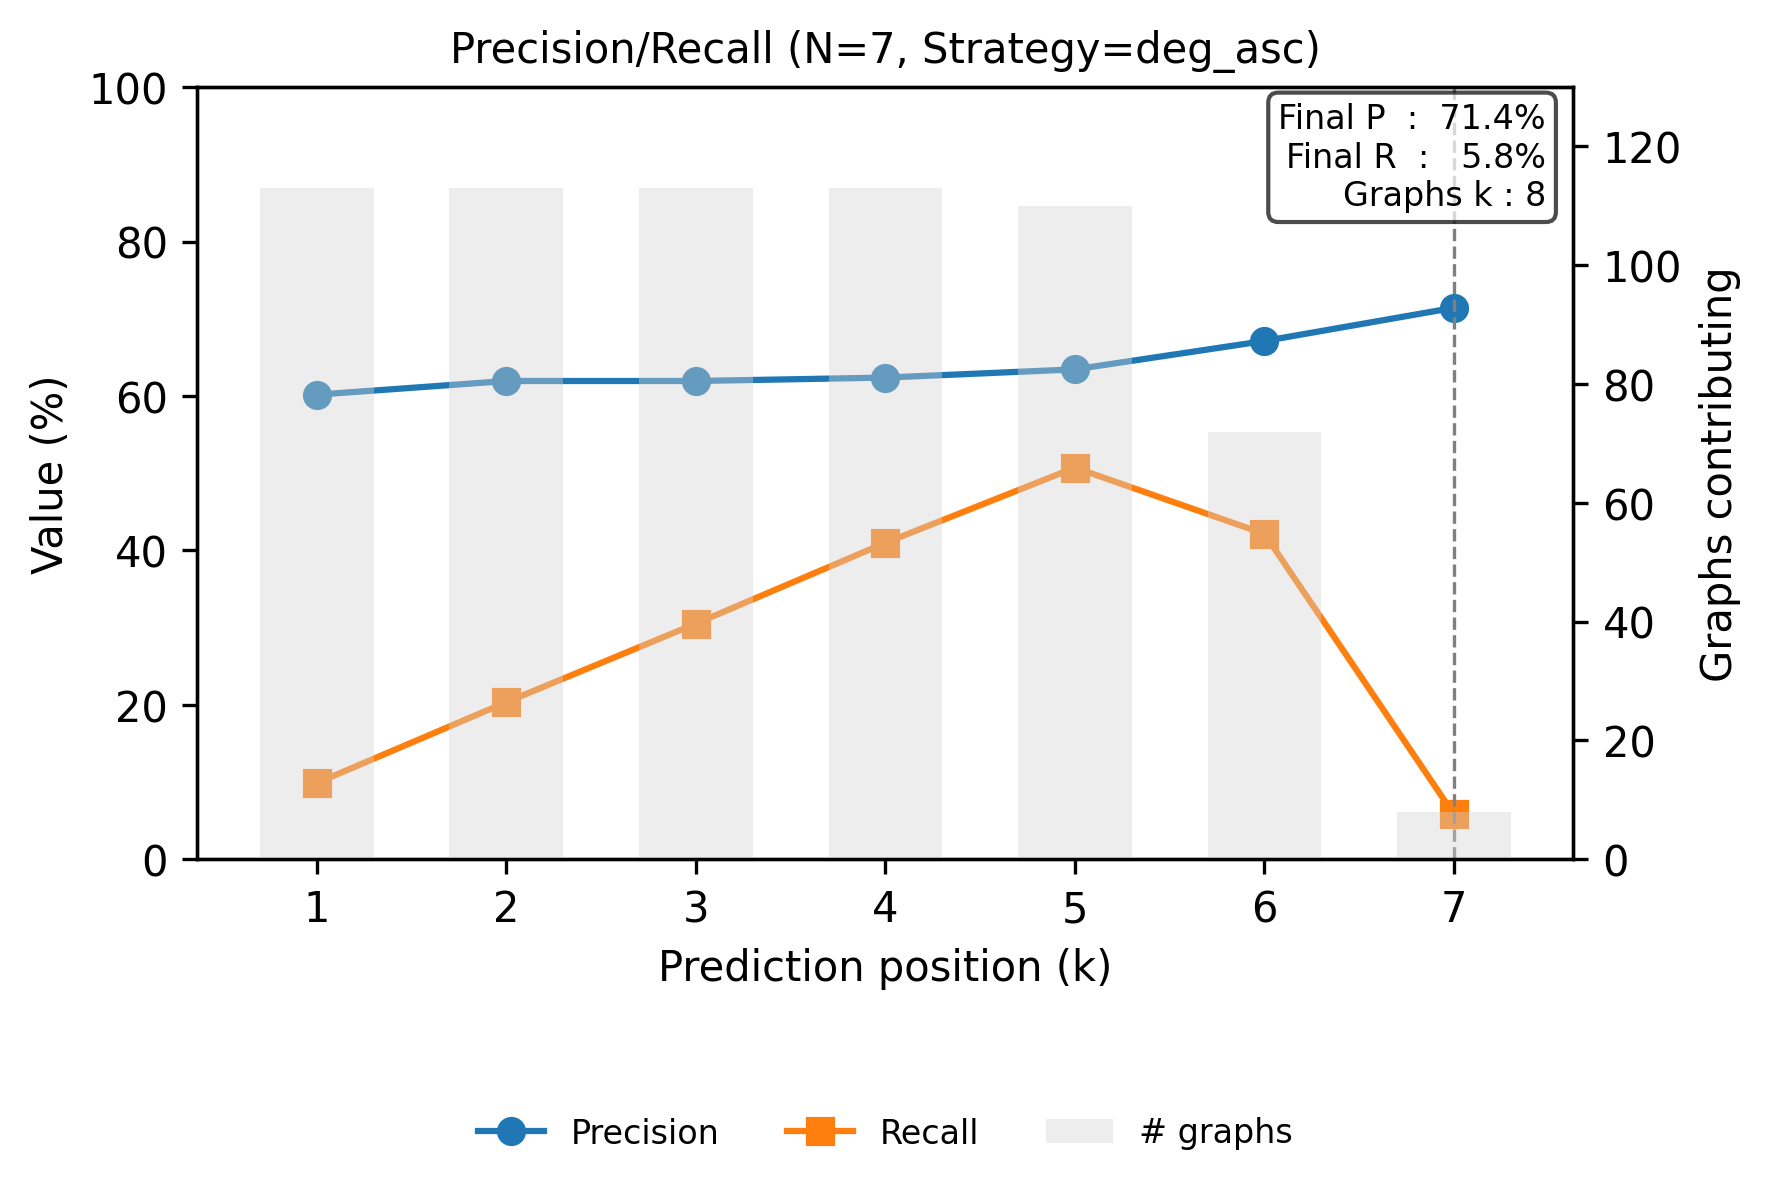 Precision/Recall (N=7, Strategy=deg_asc)
Final P : 71.4%
Final R : 5.8%
Graphs k : 8
Value (%)
100
80
60
40
20
0
120
100
80
60
40
20
0
Graphs contributing
1 2 3 4 5 6 7
Prediction position (k)
Precision Recall # graphs